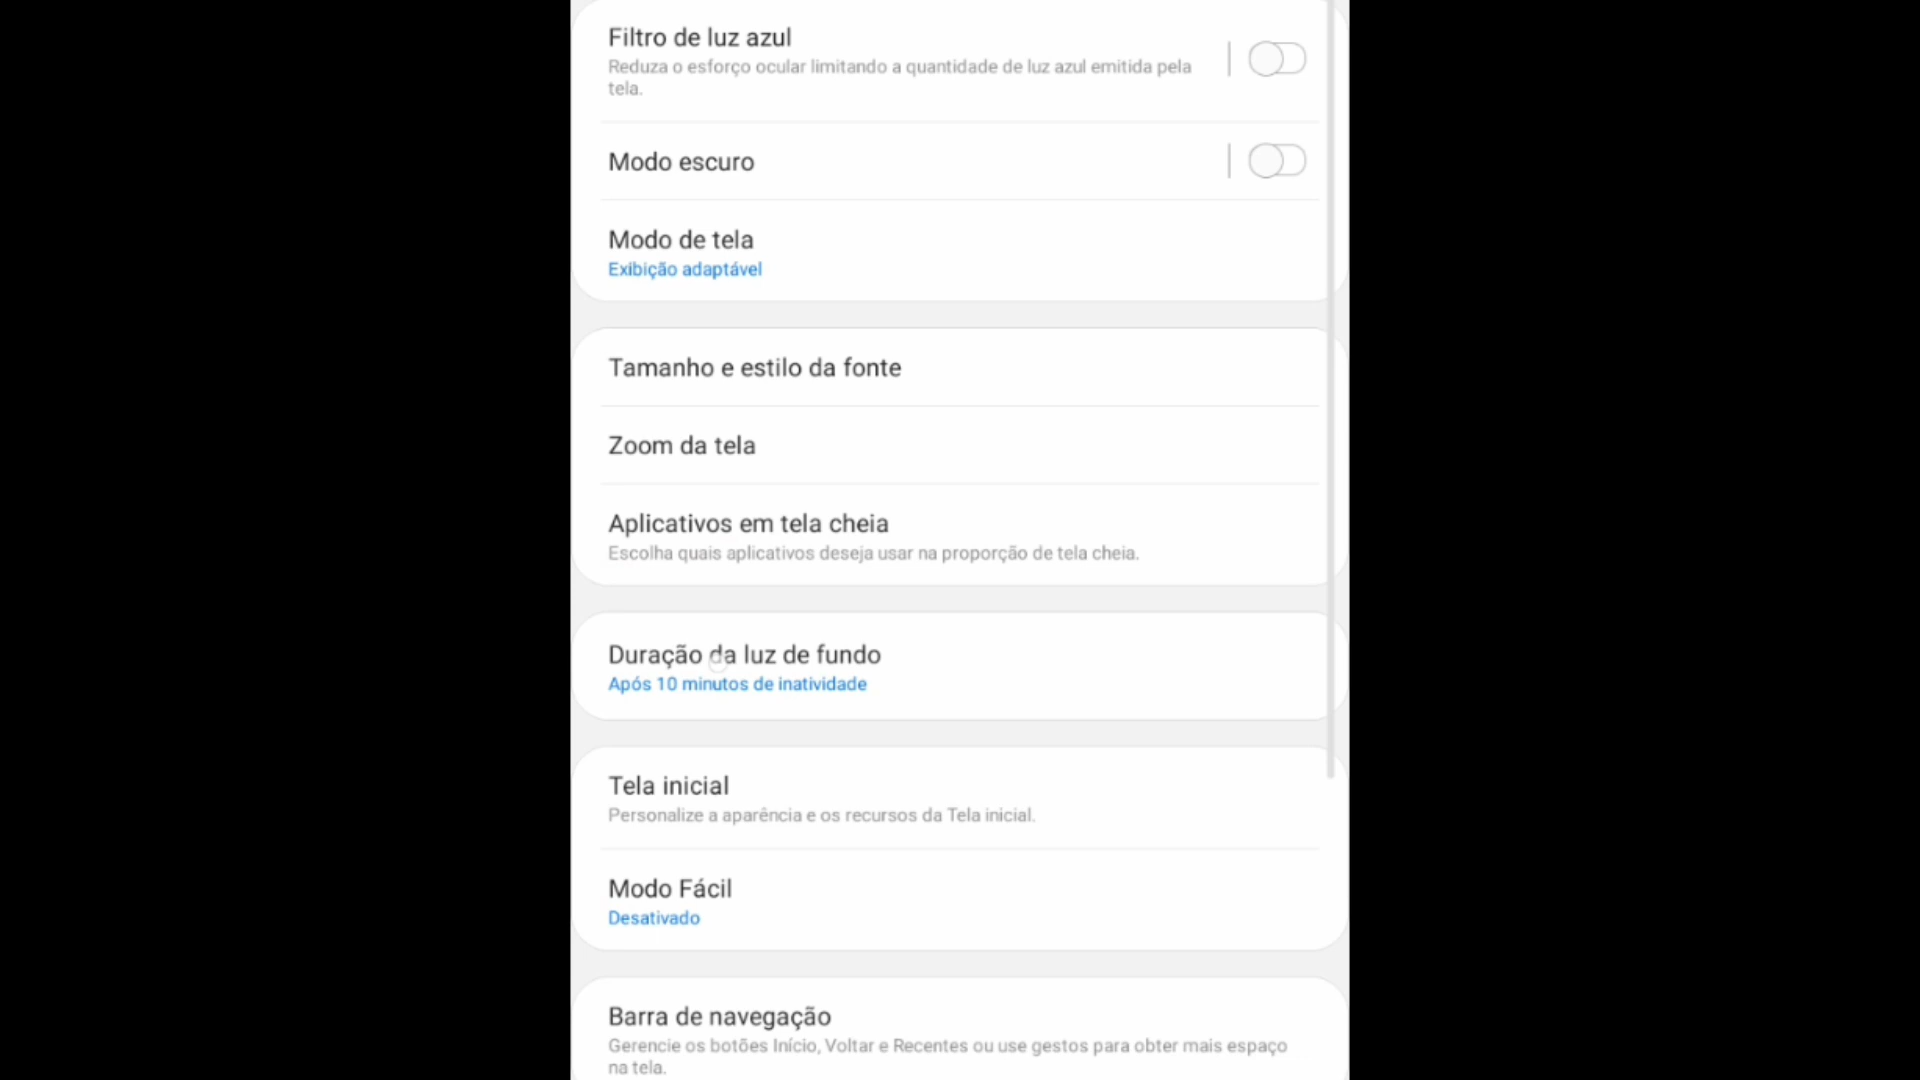 Filtro de luz azul
Reduza o esforço ocular limitando a quantidade de luz azul emitida pela
tela.
Modo escuro
Modo de tela
Exibição adaptável
Tamanho e estilo da fonte
Zoom da tela
Aplicativos em tela cheia
Escolha quais aplicativos deseja usar na proporção de tela cheia.
Duração da luz de fundo
Após 10 minutos de inatividade
Tela inicial
Personalize a aparência e os recursos da Tela inicial.
Modo Fácil
Desativado
Barra de navegação
Gerencie os botões Início, Voltar e Recentes ou use gestos para obter mais espaço
na tela.